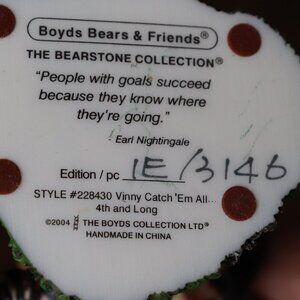 Boyds Bears & Friends®
THE BEARSTONE COLLECTION®
"People with goals succeed
because they know where
they're going."
- Earl Nightingale
Edition / pc 1E/3146
STYLE #228430 Vinny Catch 'Em All...
4th and Long
©2004 THE BOYDS COLLECTION LTD®
HANDMADE IN CHINA